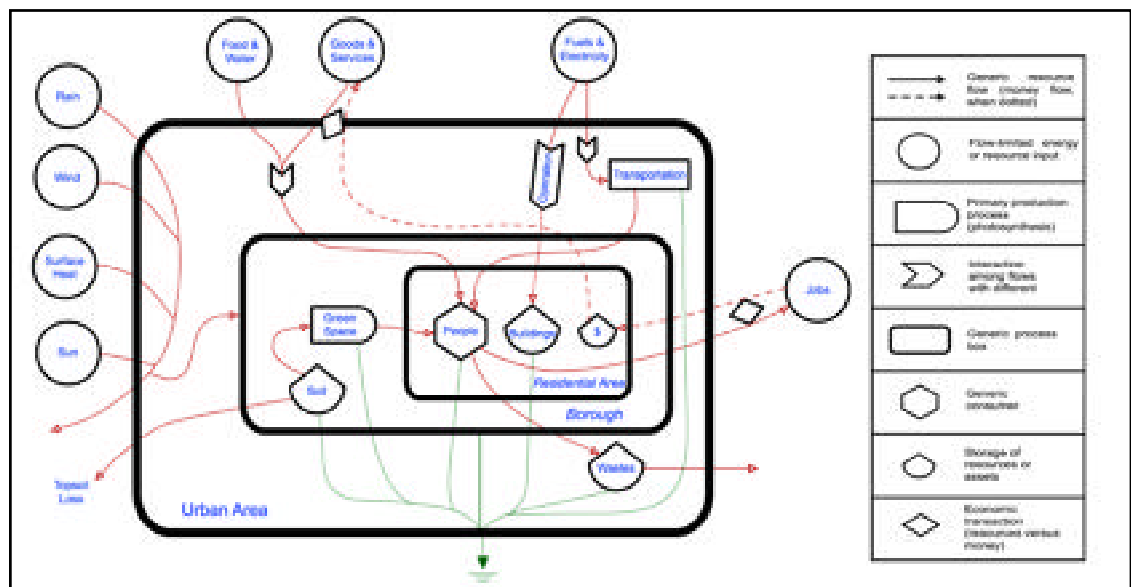 Food &
Water
Goods &
Services
Fuels &
Electricity
Rain
Wind
Surface
Heat
Sun
Transportation
Jobs
Green
Space
People
Buildings
$
Soil
Residential Area
Borough
Wastes
Topsoil
Loss
Urban Area
Generic resource
flow (money flow,
when dotted)
Flow-limited energy
or resource input
Primary production
process
(photosynthesis)
Interaction
among flows
with different
Generic process
box
Generic
consumer
Storage of
resources or
assets
Economic
transaction
(resources versus
money)